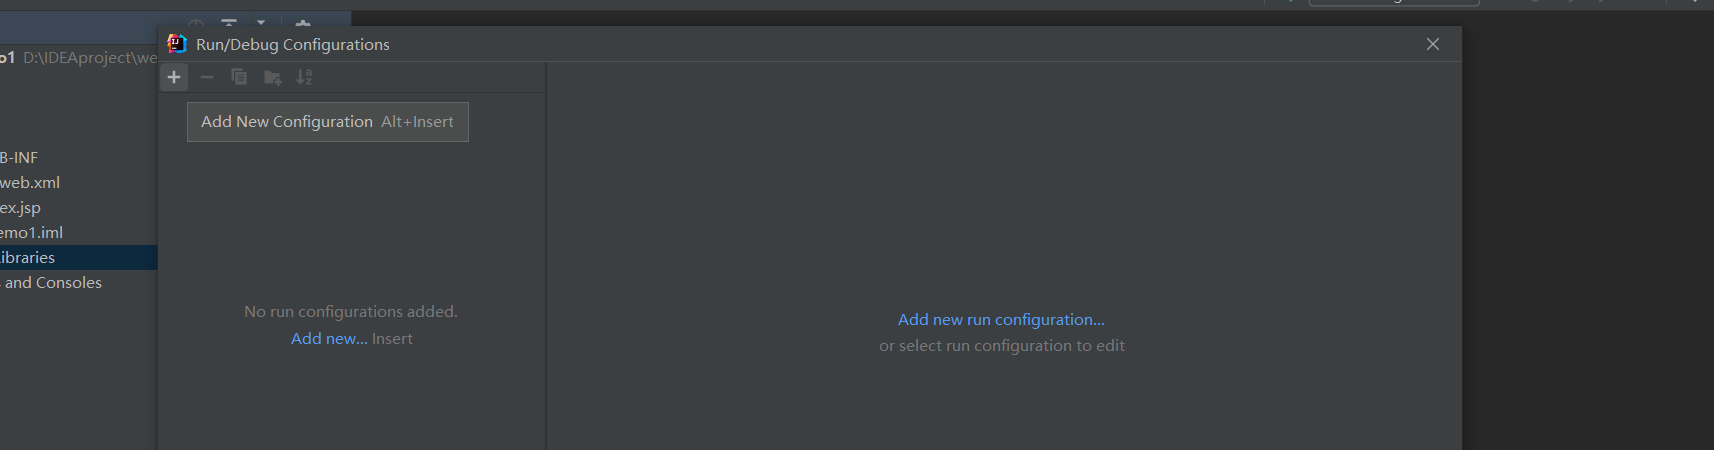 Run/Debug Configurations
o1 D:\IDEAproject\we
Add New Configuration Alt+Insert
B-INF
web.xml
ex.jsp
emo1.iml
ibraries
and Consoles
No run configurations added.
Add new... Insert
Add new run configuration...
or select run configuration to edit